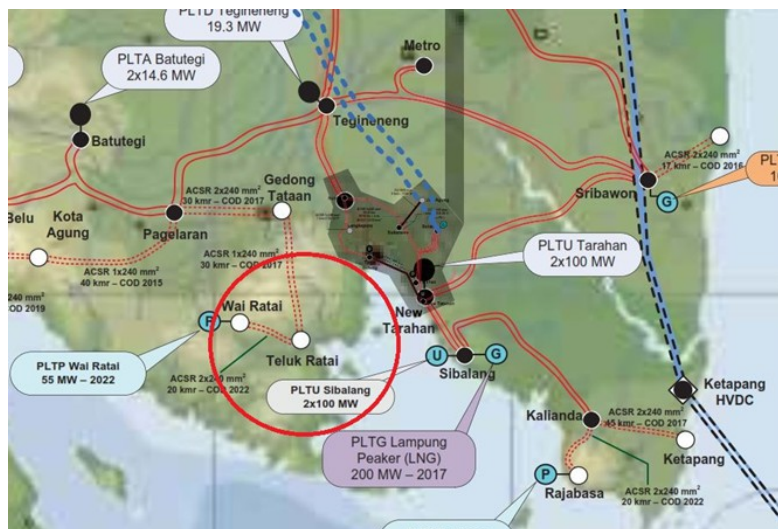 PLTD Tegineneng
19.3 MW
PLTA Batutegi
2x14.6 MW
Metro
Tegineneng
Batutegi
ACSR 2x240 mm²
17 kmr – COD 2016
PLT
10
Sribawon
G
ACSR 2x240 mm²
30 kmr – COD 2017
Gedong
Tataan
Belu
Kota
Agung
Pagelaran
PLTU Tarahan
2x100 MW
ACSR 1x240 mm²
30 kmr – COD 2017
ACSR 1x240 mm²
40 kmr – COD 2015
COD 2019
Wai Ratai
New
Tarahan
P
PLTP Wai Ratai
55 MW – 2022
Teluk Ratai
U
Sibalang
G
ACSR 2x240 mm²
20 kmr – COD 2022
PLTU Sibalang
2x100 MW
Ketapang
HVDC
Kalianda
ACSR 2x240 mm²
45 kmr – COD 2017
PLTG Lampung
Peaker (LNG)
200 MW – 2017
Ketapang
P
Rajabasa
ACSR 2x240 mm²
20 kmr – COD 2022